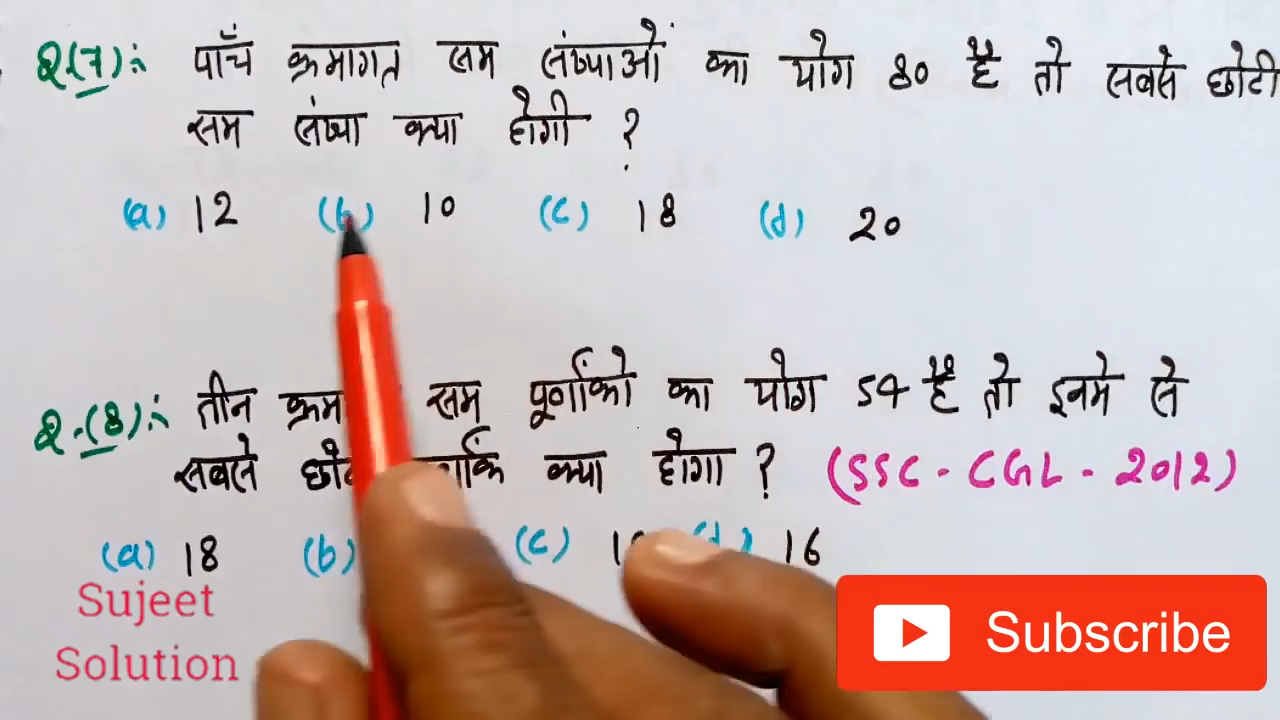 Q(7):- पाँच क्रमागत सम संख्याओं का योग 80 है तो सबसे छोटी
सम संख्या क्या होगी ?
(a) 12 (b) 10 (c) 18 (d) 20
Q.(8):- तीन सम पूर्णांको का योग 54 है तो इनमे से
सबसे क्या होगा ? (SSC - CGL - 2012)
(a) 18 (b) (c) (d) 16
Sujeet
Solution
Subscribe